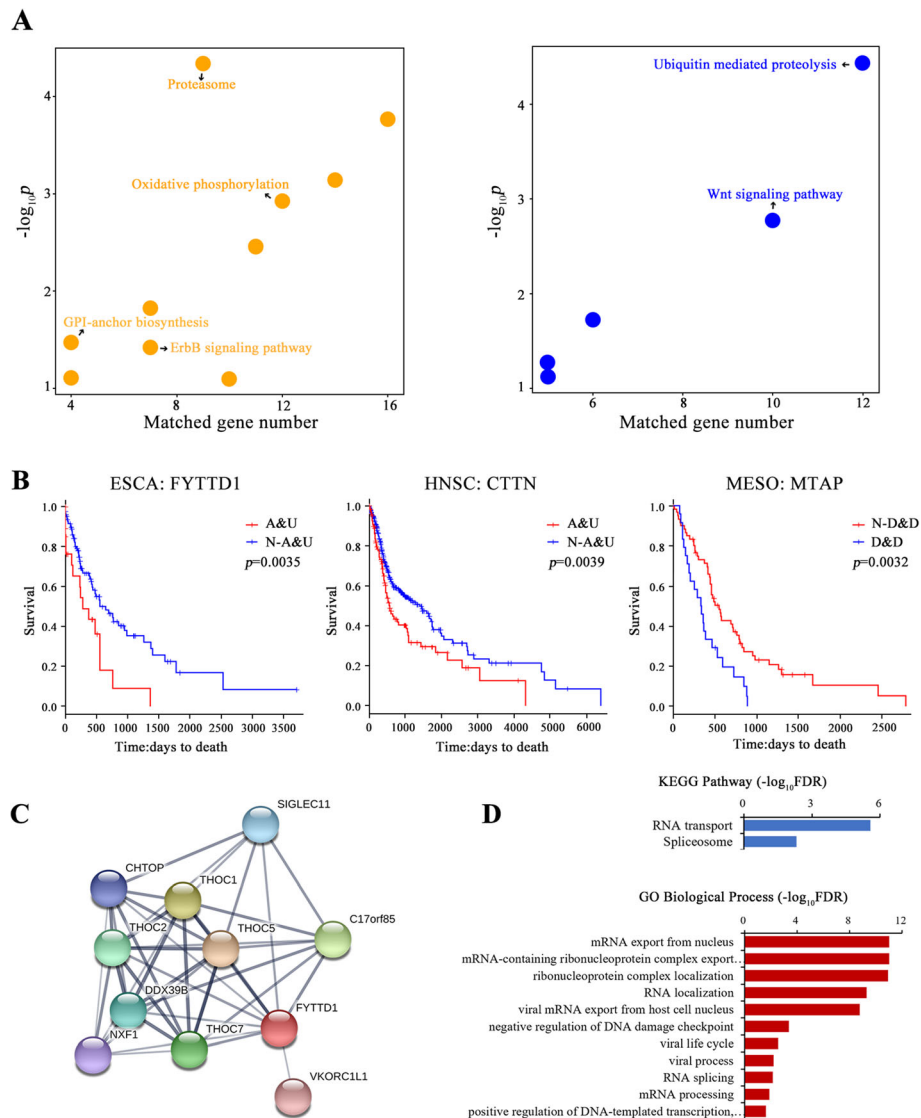 A
Proteasome
Oxidative phosphorylation
GPI-anchor biosynthesis
ErbB signaling pathway
-log10p
4
3
2
1
4
8
12
16
Matched gene number
Ubiquitin mediated proteolysis
Wnt signaling pathway
-log10p
4
3
2
1
6
8
10
12
Matched gene number
B
ESCA: FYTTD1
A&U
N-A&U
p=0.0035
Survival
1.0
0.8
0.6
0.4
0.2
0.0
0 500 1000 1500 2000 2500 3000 3500
Time:days to death
HNSC: CTTN
A&U
N-A&U
p=0.0039
Survival
1.0
0.8
0.6
0.4
0.2
0.0
0 1000 2000 3000 4000 5000 6000
Time:days to death
MESO: MTAP
N-D&D
D&D
p=0.0032
Survival
1.0
0.8
0.6
0.4
0.2
0.0
0 500 1000 1500 2000 2500
Time:days to death
C
SIGLEC11
CHTOP
THOC1
C17orf85
THOC2
THOC5
DDX39B
FYTTD1
NXF1
THOC7
VKORC1L1
D
KEGG Pathway (-log10FDR)
0 3 6
RNA transport
Spliceosome
GO Biological Process (-log10FDR)
0 4 8 12
mRNA export from nucleus
mRNA-containing ribonucleoprotein complex export…
ribonucleoprotein complex localization
RNA localization
viral mRNA export from host cell nucleus
negative regulation of DNA damage checkpoint
viral life cycle
viral process
RNA splicing
mRNA processing
positive regulation of DNA-templated transcription,…